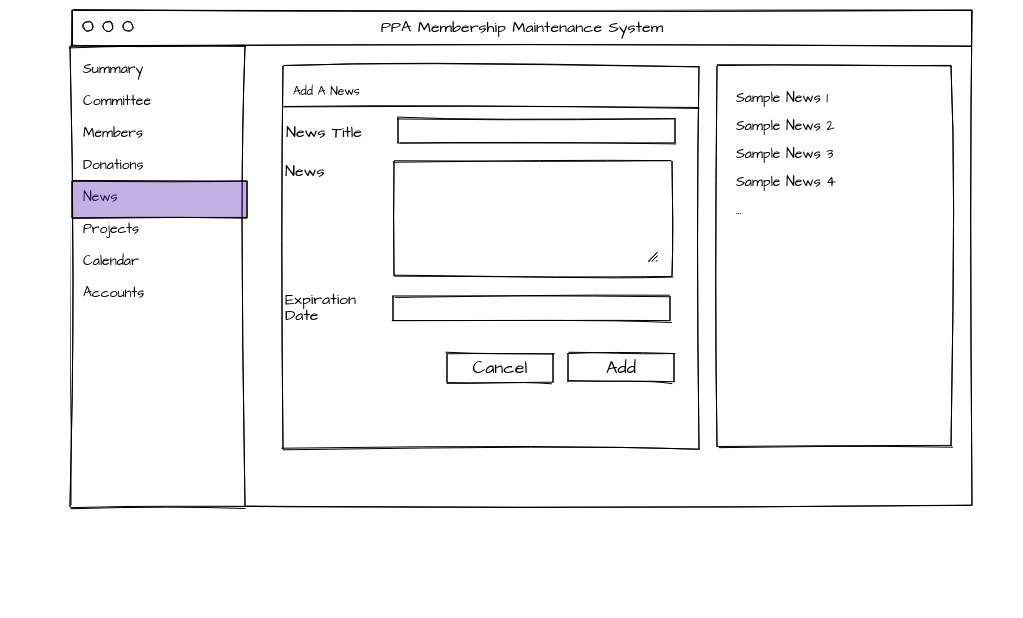 PPA Membership Maintenance System
Summary
Committee
Members
Donations
News
Projects
Calendar
Accounts
Add A News
News Title
News
Expiration
Date
Cancel
Add
Sample News 1
Sample News 2
Sample News 3
Sample News 4
...